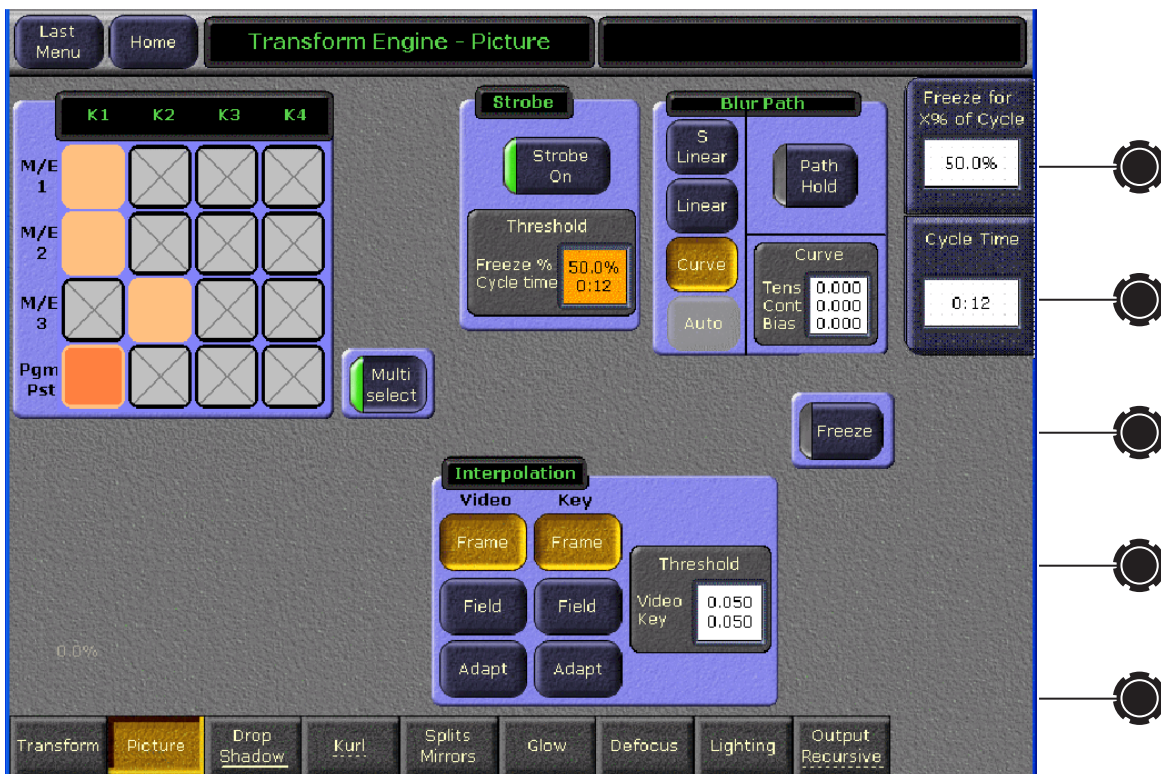 Last
Menu
Home
Transform Engine - Picture
K1 K2 K3 K4
M/E
1
M/E
2
M/E
3
Pgm
Pst
Multi
select
Strobe
Strobe
On
Threshold
Freeze % 50.0%
Cycle time 0:12
Blur Path
S
Linear
Linear
Curve
Auto
Path
Hold
Curve
Tens 0.000
Cont 0.000
Bias 0.000
Freeze for
X% of Cycle
50.0%
Cycle Time
0:12
Freeze
Interpolation
Video Key
Frame Frame
Field Field
Adapt Adapt
Threshold
Video 0.050
Key 0.050
0.0%
Transform
Picture
Drop
Shadow
Kurl
Splits
Mirrors
Glow
Defocus
Lighting
Output
Recursive